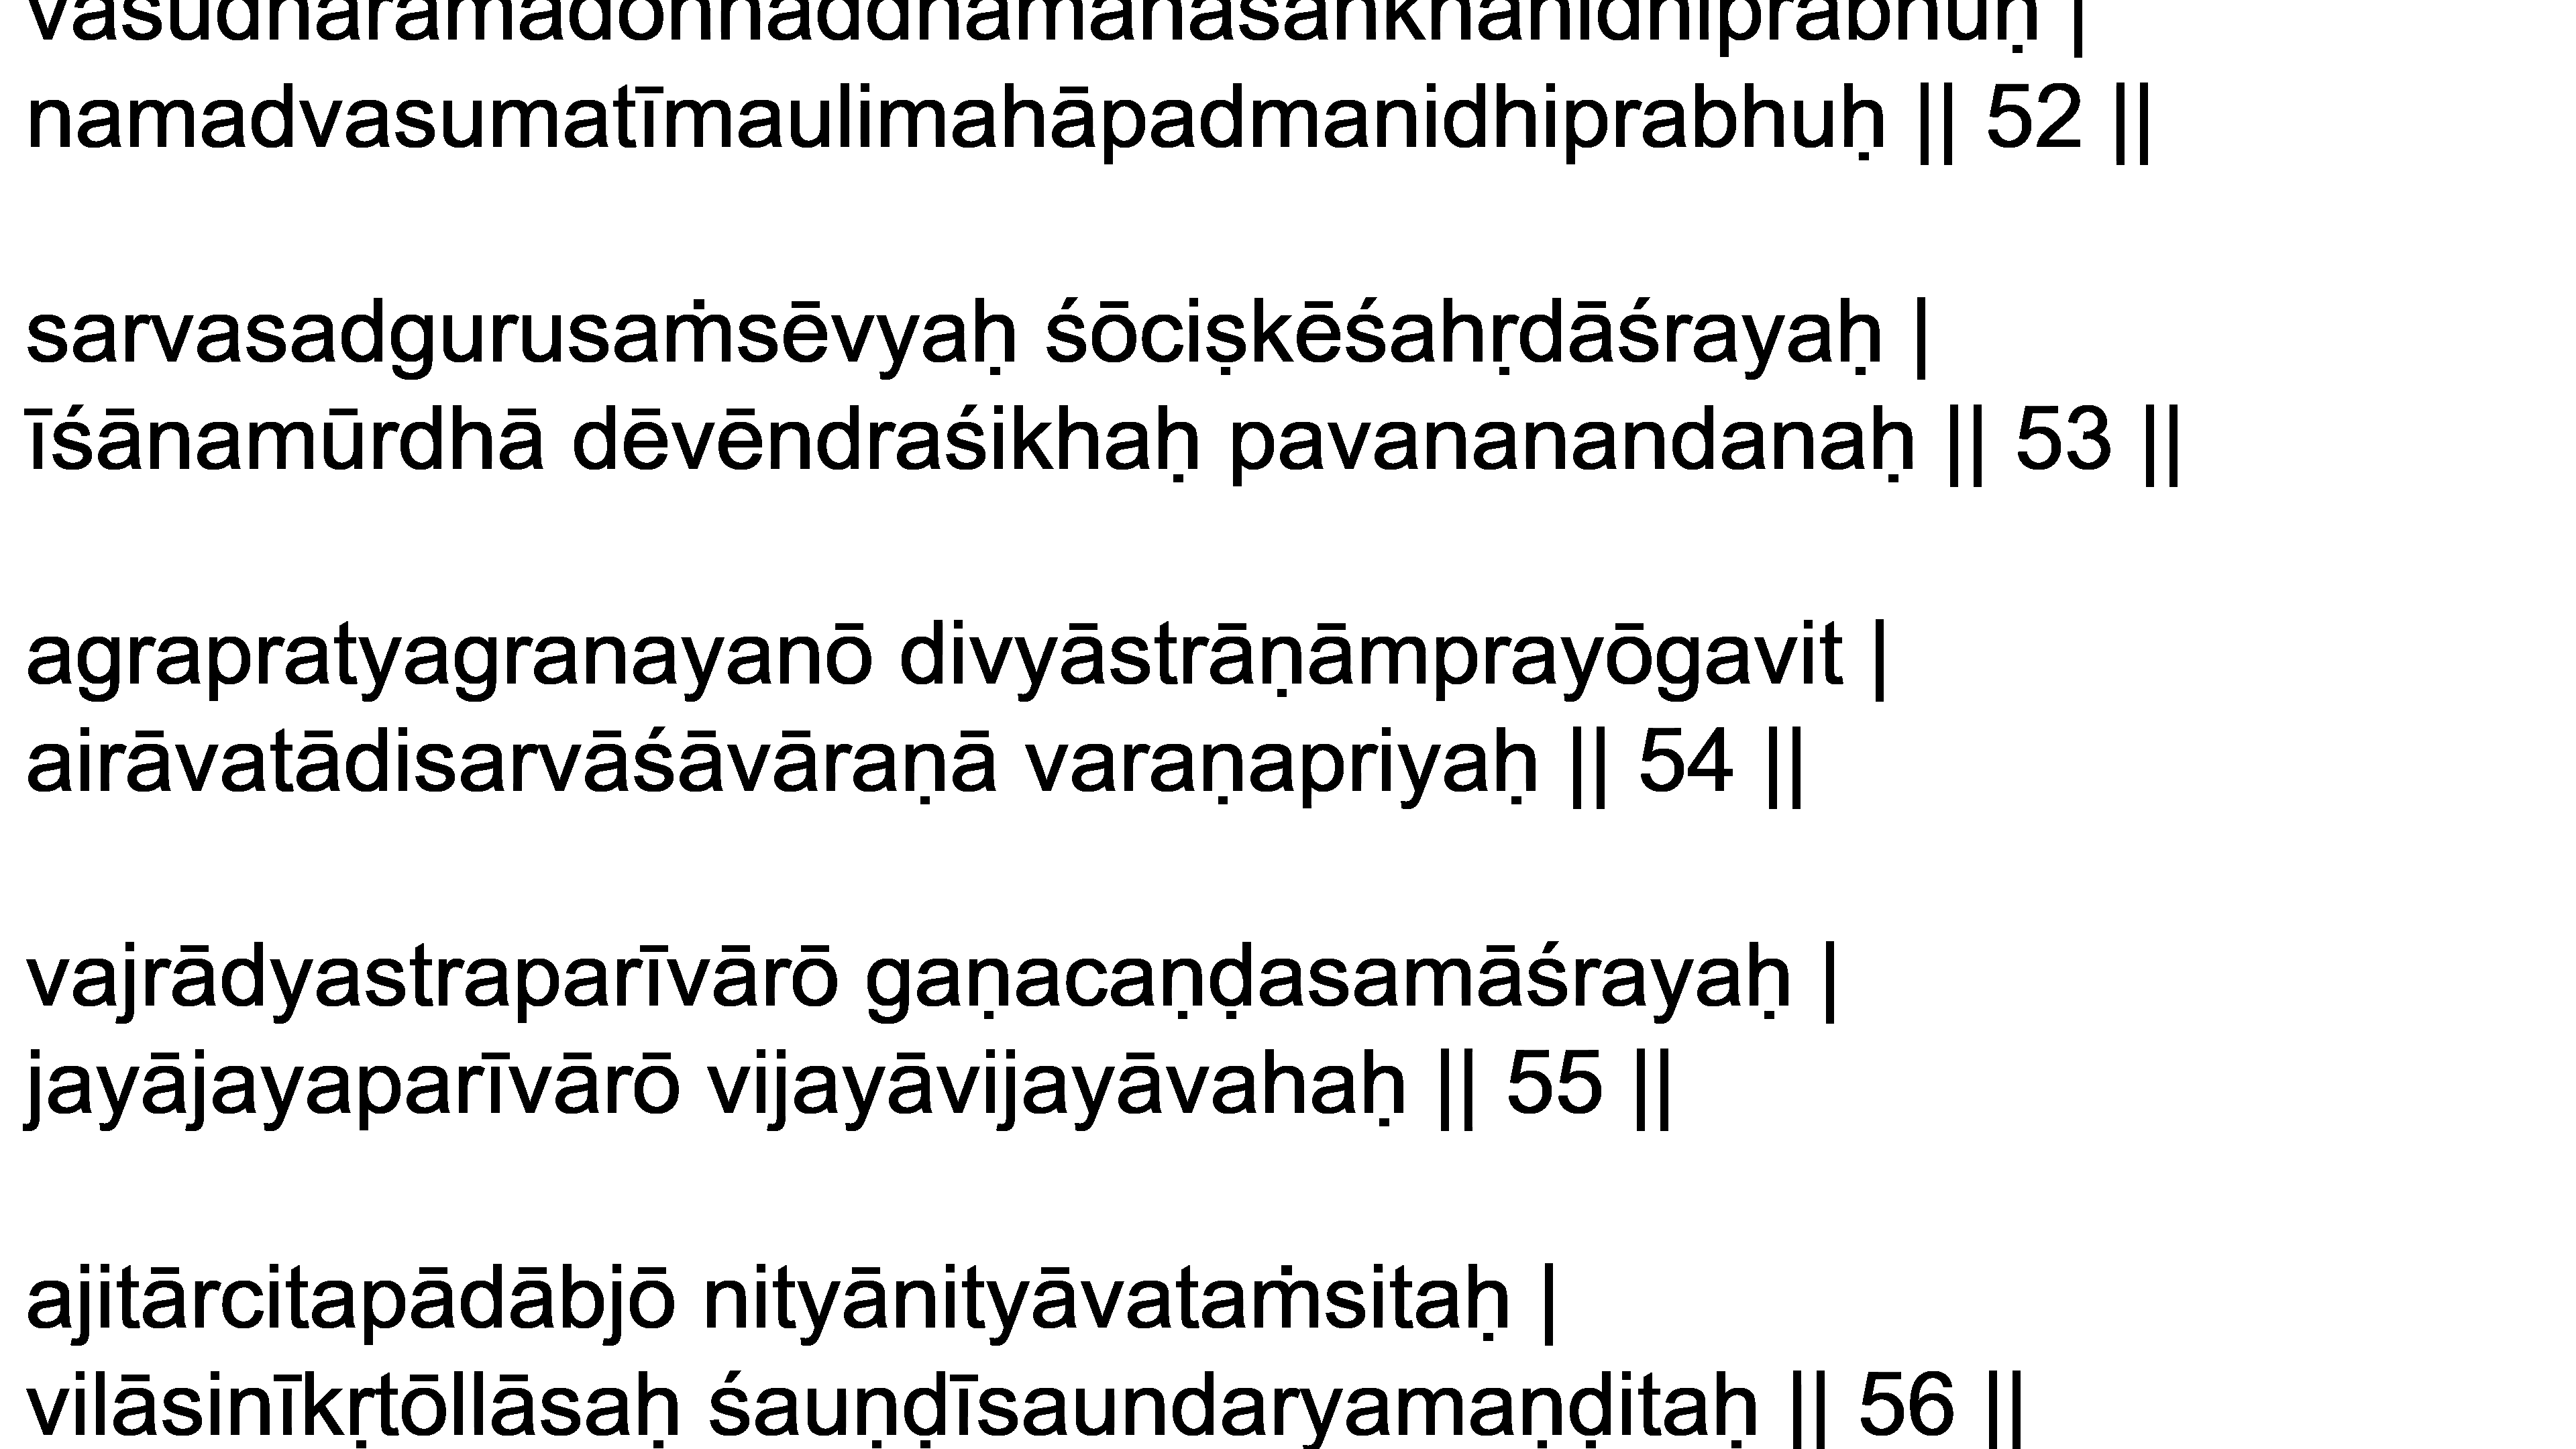 namadvasumatīmaulimahāpadmanidhiprabhuḥ || 52 ||
sarvasadgurusaṁsēvyaḥ śōciṣkēśahṛdāśrayaḥ |
īśānamūrdhā dēvēndraśikhaḥ pavananandanaḥ || 53 ||
agrapratyagranayanō divyāstrāṇāmprayōgavit |
airāvatādisarvāśāvāraṇā varaṇapriyaḥ || 54 ||
vajrādyastraparīvārō gaṇacaṇḍasamāśrayaḥ |
jayājayaparīvārō vijayāvijayāvahaḥ || 55 ||
ajitārcitapādābjō nityānityāvataṁsitaḥ |
vilāsinīkṛtōllāsaḥ śauṇḍīsaundaryamaṇḍitaḥ || 56 ||